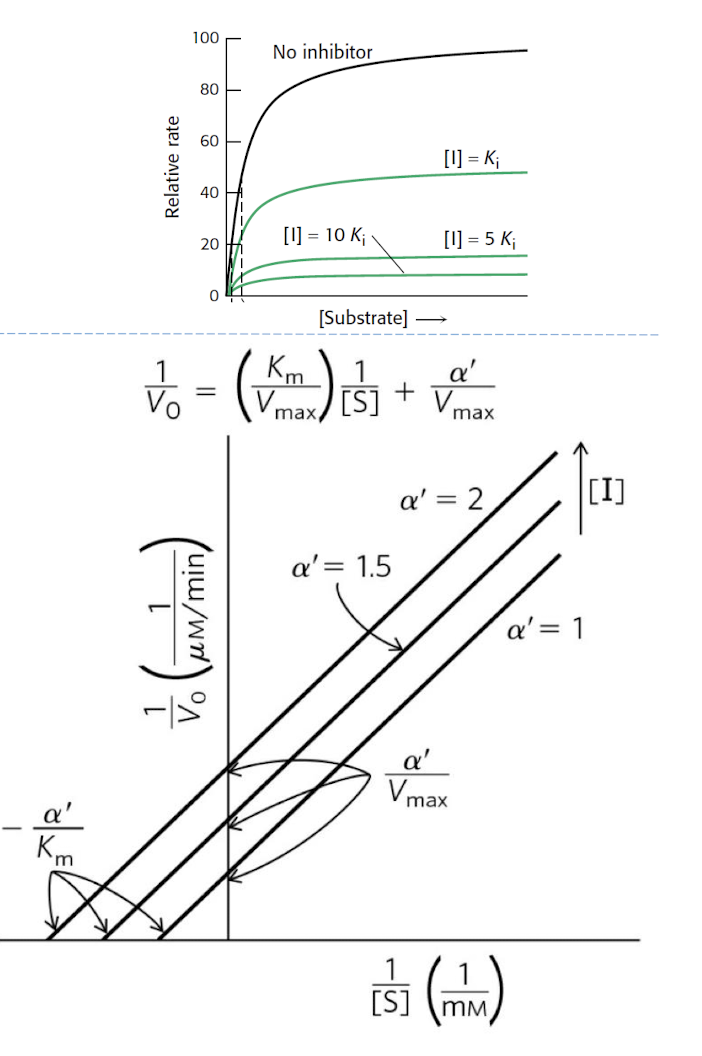 100
No inhibitor
80
60
[I] = Ki
40
[I] = 10 Ki
[I] = 5 Ki
20
0
Relative rate
[Substrate] ⟶
1/V₀ = (Kₘ/Vmax) 1/[S] + α′/Vmax
[I]
α′ = 2
α′ = 1.5
α′ = 1
1/V₀ (1/μM/min)
α′/Vmax
− α′/Kₘ
1/[S] (1/mM)